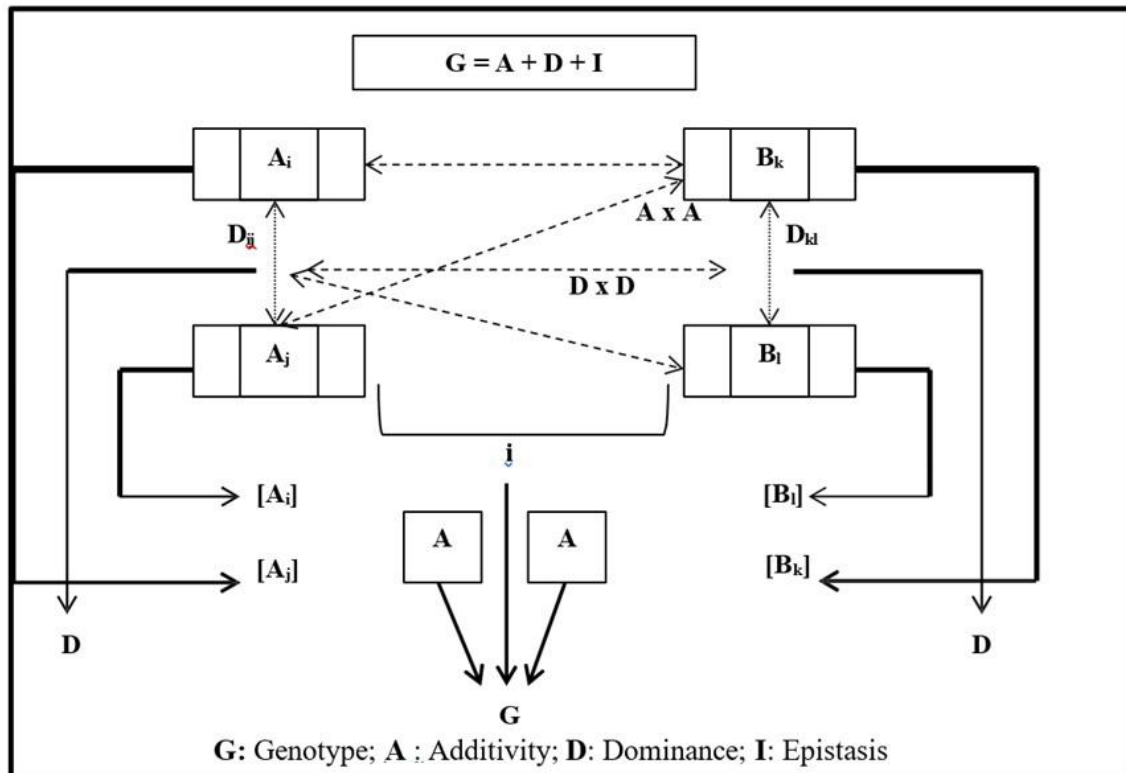 G = A + D + I
Aᵢ
Bₖ
A x A
Dᵢⱼ
Dₖₗ
D x D
Aⱼ
Bₗ
i
[Aᵢ]
[Bₗ]
A
A
[Aⱼ]
[Bₖ]
D
D
G
G: Genotype; A : Additivity; D: Dominance; I: Epistasis